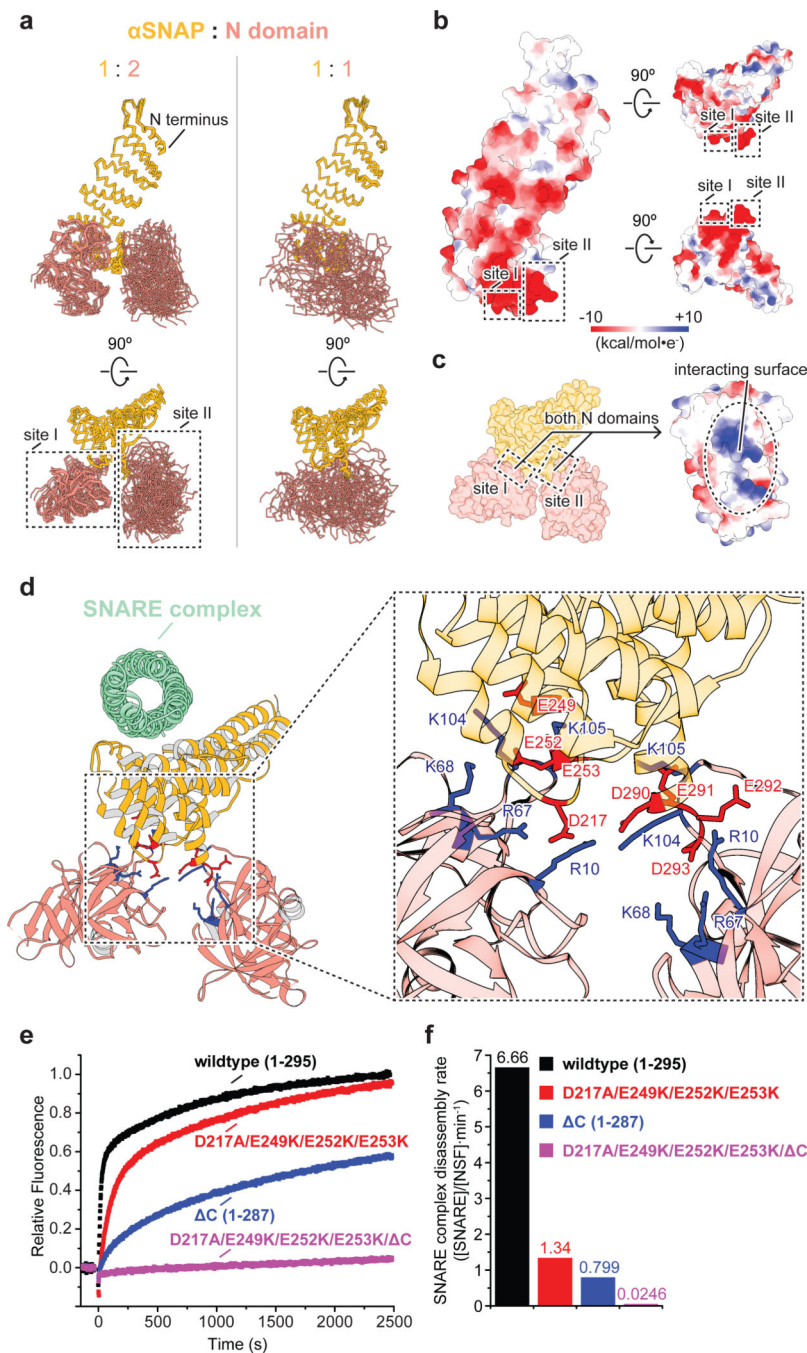 a
αSNAP : N domain
1 : 2
1 : 1
N terminus
90º
90º
site I
site II
b
90º
site I
site II
90º
site I
site II
site I
site II
-10
+10
(kcal/mol•e⁻)
c
interacting surface
both N domains
site I
site II
d
SNARE complex
E249
K104
K105
E252
E253
K68
R67
D217
R10
K105
E291
E292
D290
K104
R10
D293
K68
R67
e
wildtype (1-295)
D217A/E249K/E252K/E253K
ΔC (1-287)
D217A/E249K/E252K/E253K/ΔC
Relative Fluorescence
1.0
0.8
0.6
0.4
0.2
0.0
0
500
1000
1500
2000
2500
Time (s)
f
SNARE complex disassembly rate
([SNARE]/[NSF]·min⁻¹)
7
6
5
4
3
2
1
0
6.66
1.34
0.799
0.0246
wildtype (1-295)
D217A/E249K/E252K/E253K
ΔC (1-287)
D217A/E249K/E252K/E253K/ΔC